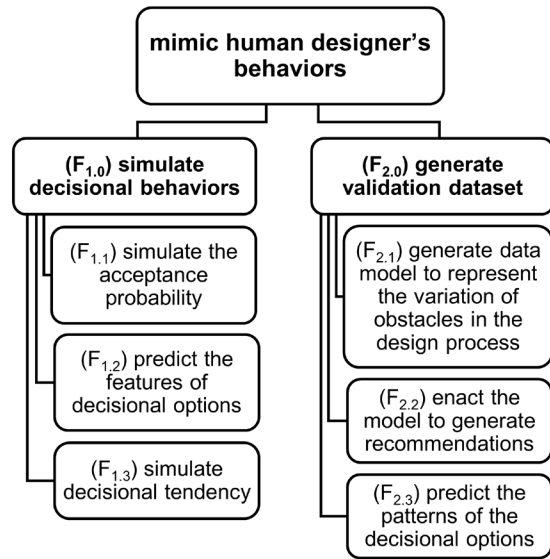 mimic human designer's
behaviors
(F1.0) simulate
decisional behaviors
(F1.1) simulate the
acceptance
probability
(F1.2) predict the
features of
decisional options
(F1.3) simulate
decisional tendency
(F2.0) generate
validation dataset
(F2.1) generate data
model to represent
the variation of
obstacles in the
design process
(F2.2) enact the
model to generate
recommendations
(F2.3) predict the
patterns of the
decisional options